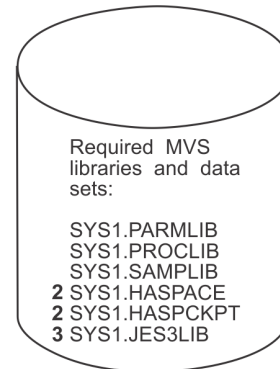 Required MVS
libraries and data
sets:
SYS1.PARMLIB
SYS1.PROCLIB
SYS1.SAMPLIB
2 SYS1.HASPACE
2 SYS1.HASPCKPT
3 SYS1.JES3LIB